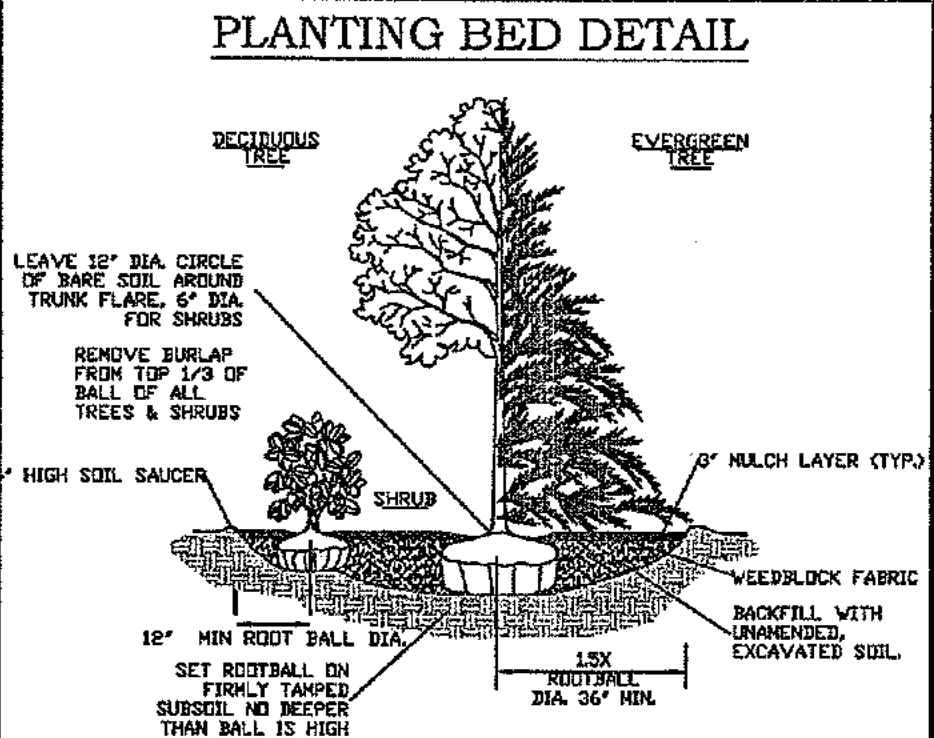 PLANTING BED DETAIL
DECIDUOUS
TREE
EVERGREEN
TREE
LEAVE 12" DIA. CIRCLE
OF BARE SOIL AROUND
TRUNK FLARE, 6" DIA.
FOR SHRUBS
REMOVE BURLAP
FROM TOP 1/3 OF
BALL OF ALL
TREES & SHRUBS
" HIGH SOIL SAUCER
SHRUB
3" MULCH LAYER (TYP.)
WEEDBLOCK FABRIC
BACKFILL WITH
UNAMENDED,
EXCAVATED SOIL.
12" MIN ROOT BALL DIA.
SET ROOTBALL ON
FIRMLY TAMPED
SUBSOIL NO DEEPER
THAN BALL IS HIGH
1.5X
ROOTBALL
DIA. 36" MIN.